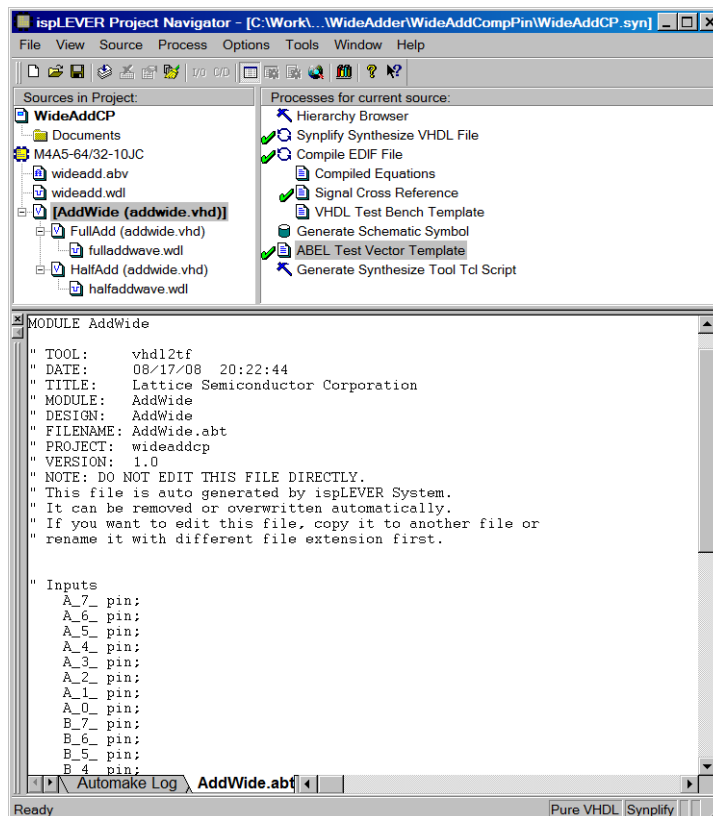 ispLEVER Project Navigator - [C:\Work\...\WideAdder\WideAddCompPin\WideAddCP.syn]
File View Source Process Options Tools Window Help
Sources in Project:
WideAddCP
Documents
M4A5-64/32-10JC
wideadd.abv
wideadd.wdl
[AddWide (addwide.vhd)]
FullAdd (addwide.vhd)
fulladdwave.wdl
HalfAdd (addwide.vhd)
halfaddwave.wdl
Processes for current source:
Hierarchy Browser
Synplify Synthesize VHDL File
Compile EDIF File
Compiled Equations
Signal Cross Reference
VHDL Test Bench Template
Generate Schematic Symbol
ABEL Test Vector Template
Generate Synthesize Tool Tcl Script
MODULE AddWide
" TOOL: vhdl2tf
" DATE: 08/17/08 20:22:44
" TITLE: Lattice Semiconductor Corporation
" MODULE: AddWide
" DESIGN: AddWide
" FILENAME: AddWide.abt
" PROJECT: wideaddcp
" VERSION: 1.0
" NOTE: DO NOT EDIT THIS FILE DIRECTLY.
" This file is auto generated by ispLEVER System.
" It can be removed or overwritten automatically.
" If you want to edit this file, copy it to another file or
" rename it with different file extension first.
" Inputs
A_7_ pin;
A_6_ pin;
A_5_ pin;
A_4_ pin;
A_3_ pin;
A_2_ pin;
A_1_ pin;
A_0_ pin;
B_7_ pin;
B_6_ pin;
B_5_ pin;
B_4_ pin;
Automake Log AddWide.abt
Ready Pure VHDL Synplify